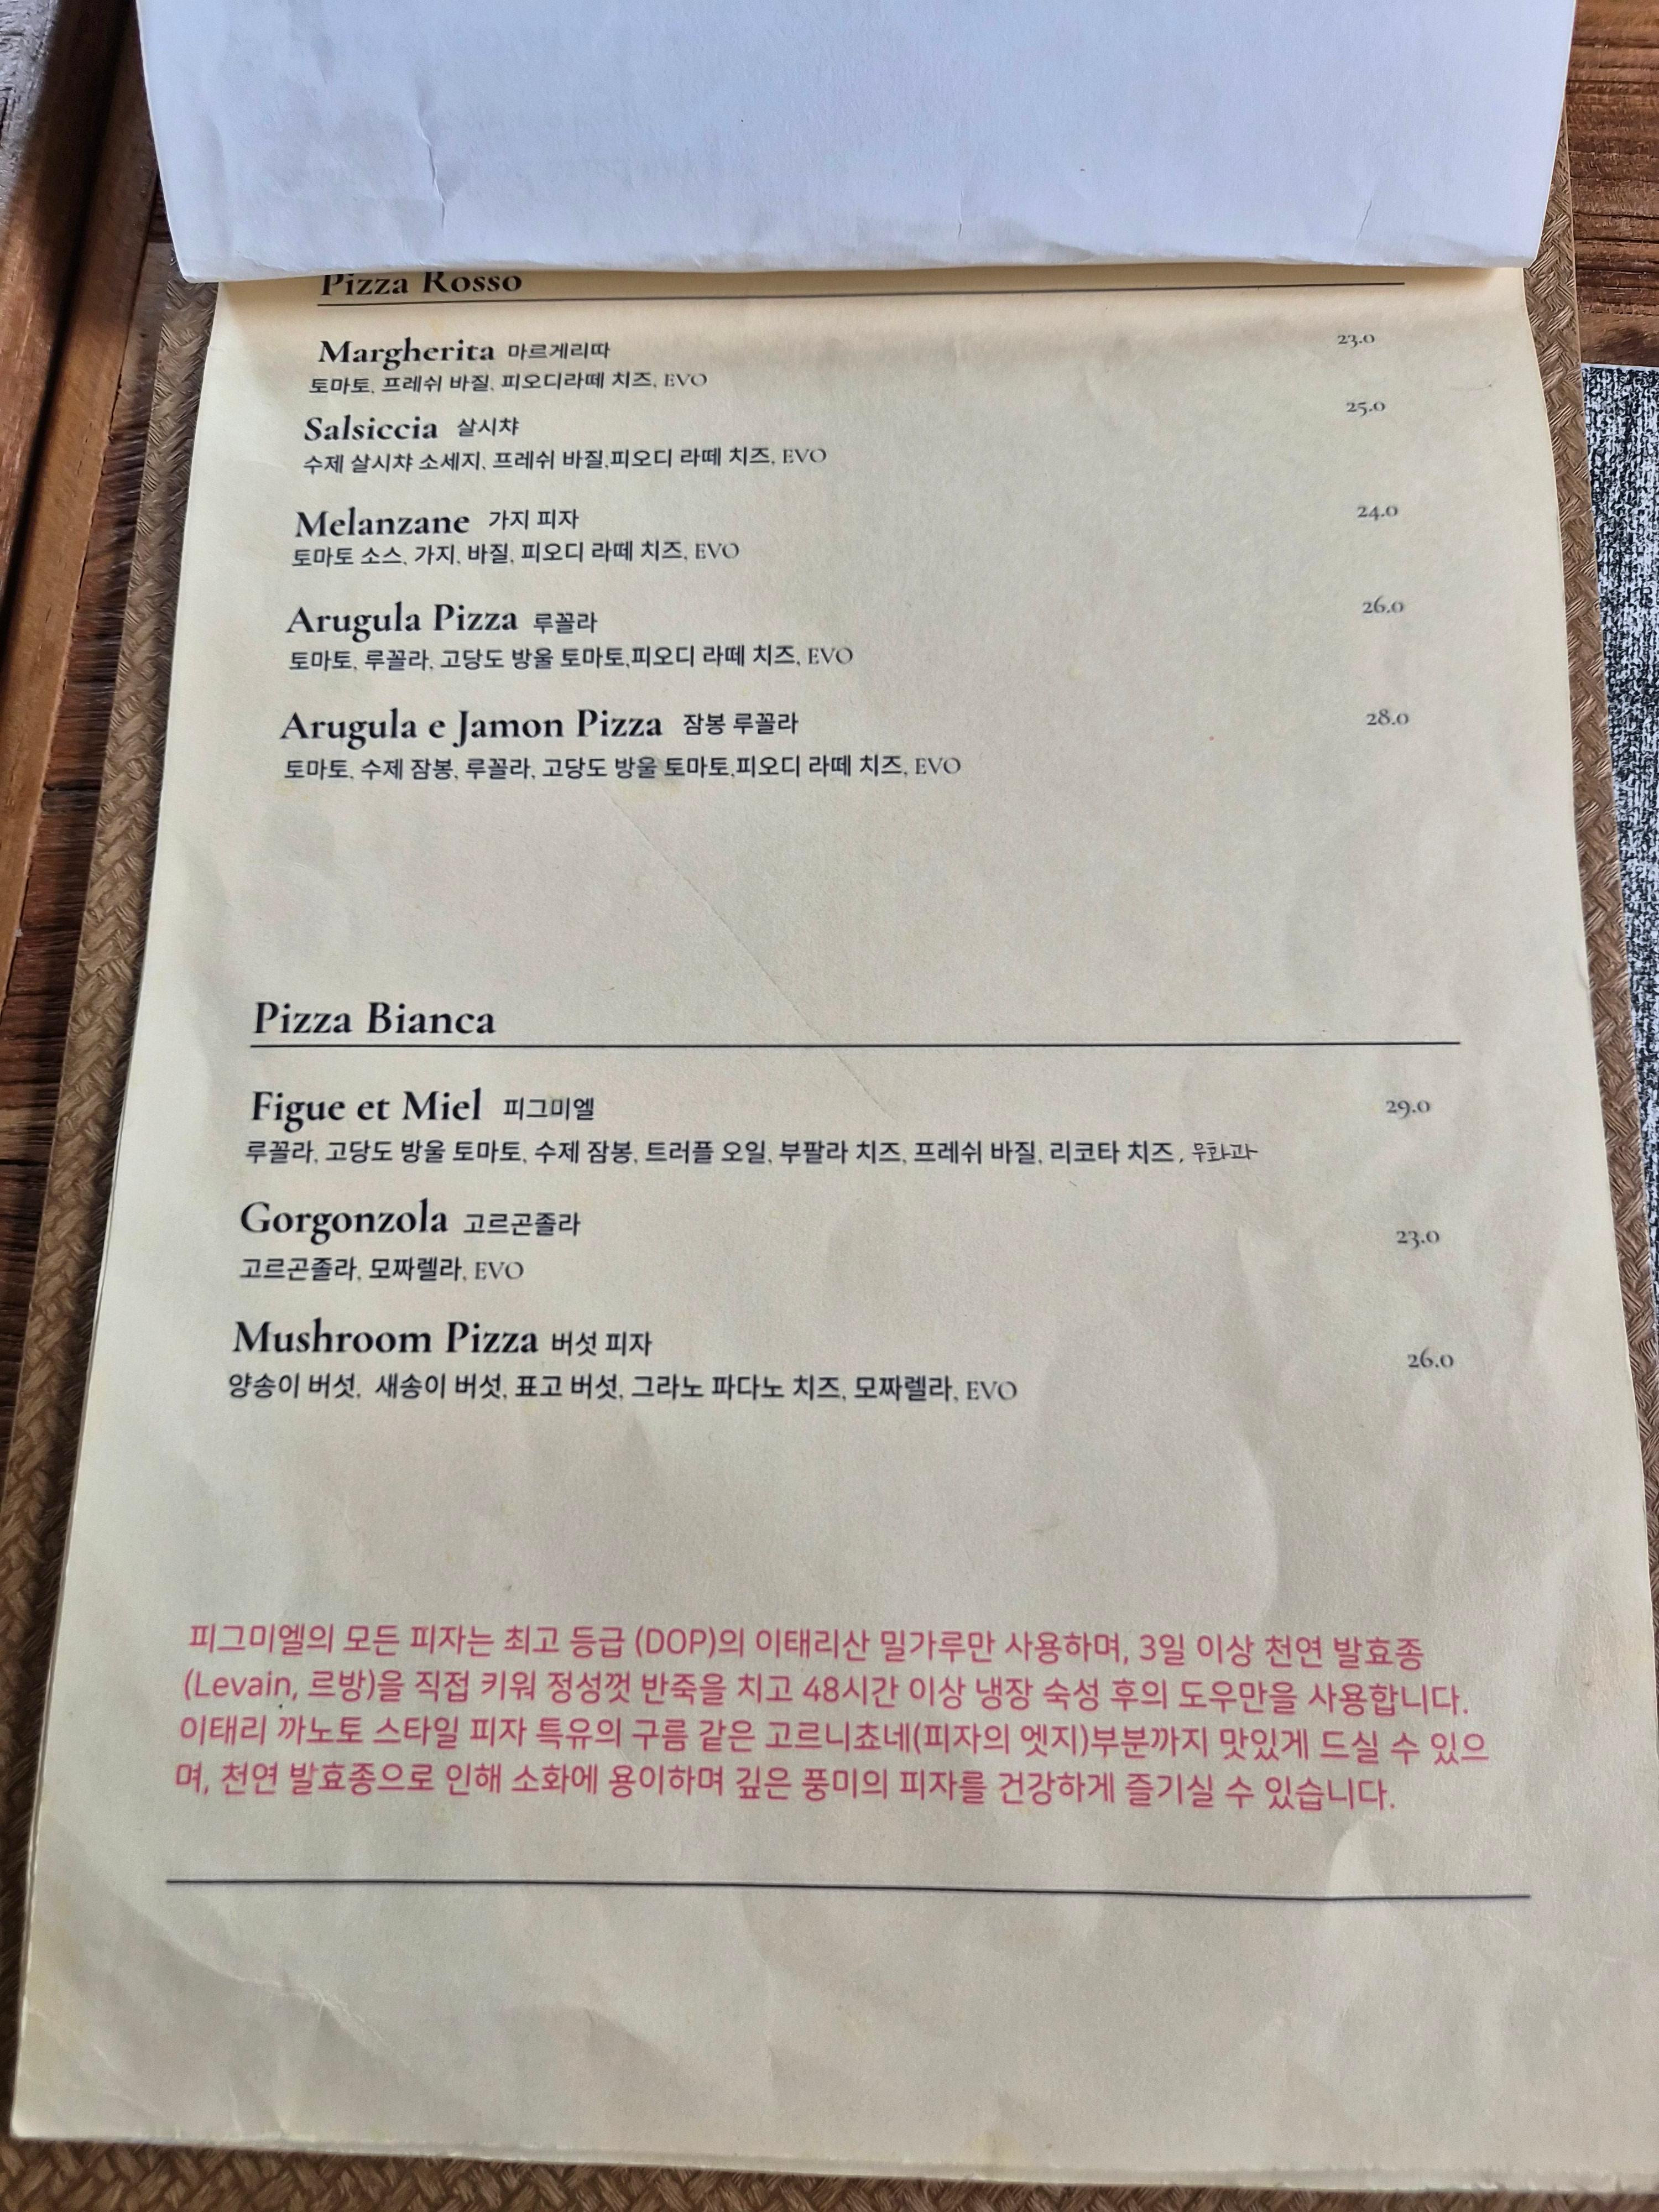 Pizza Rosso
Margherita 마르게리따 23.0
토마토, 프레쉬 바질, 피오디라떼 치즈, EVO
Salsiccia 살시챠 25.0
수제 살시챠 소세지, 프레쉬 바질,피오디 라떼 치즈, EVO
Melanzane 가지 피자 24.0
토마토 소스, 가지, 바질, 피오디 라떼 치즈, EVO
Arugula Pizza 루꼴라 26.0
토마토, 루꼴라, 고당도 방울 토마토,피오디 라떼 치즈, EVO
Arugula e Jamon Pizza 잠봉 루꼴라 28.0
토마토, 수제 잠봉, 루꼴라, 고당도 방울 토마토,피오디 라떼 치즈, EVO
Pizza Bianca
Figue et Miel 피그미엘 29.0
루꼴라, 고당도 방울 토마토, 수제 잠봉, 트러플 오일, 부팔라 치즈, 프레쉬 바질, 리코타 치즈, 무화과
Gorgonzola 고르곤졸라 23.0
고르곤졸라, 모짜렐라, EVO
Mushroom Pizza 버섯 피자 26.0
양송이 버섯, 새송이 버섯, 표고 버섯, 그라노 파다노 치즈, 모짜렐라, EVO
피그미엘의 모든 피자는 최고 등급 (DOP)의 이태리산 밀가루만 사용하며, 3일 이상 천연 발효종
(Levain, 르방)을 직접 키워 정성껏 반죽을 치고 48시간 이상 냉장 숙성 후의 도우만을 사용합니다.
이태리 까노토 스타일 피자 특유의 구름 같은 고르니쵸네(피자의 엣지)부분까지 맛있게 드실 수 있으
며, 천연 발효종으로 인해 소화에 용이하며 깊은 풍미의 피자를 건강하게 즐기실 수 있습니다.